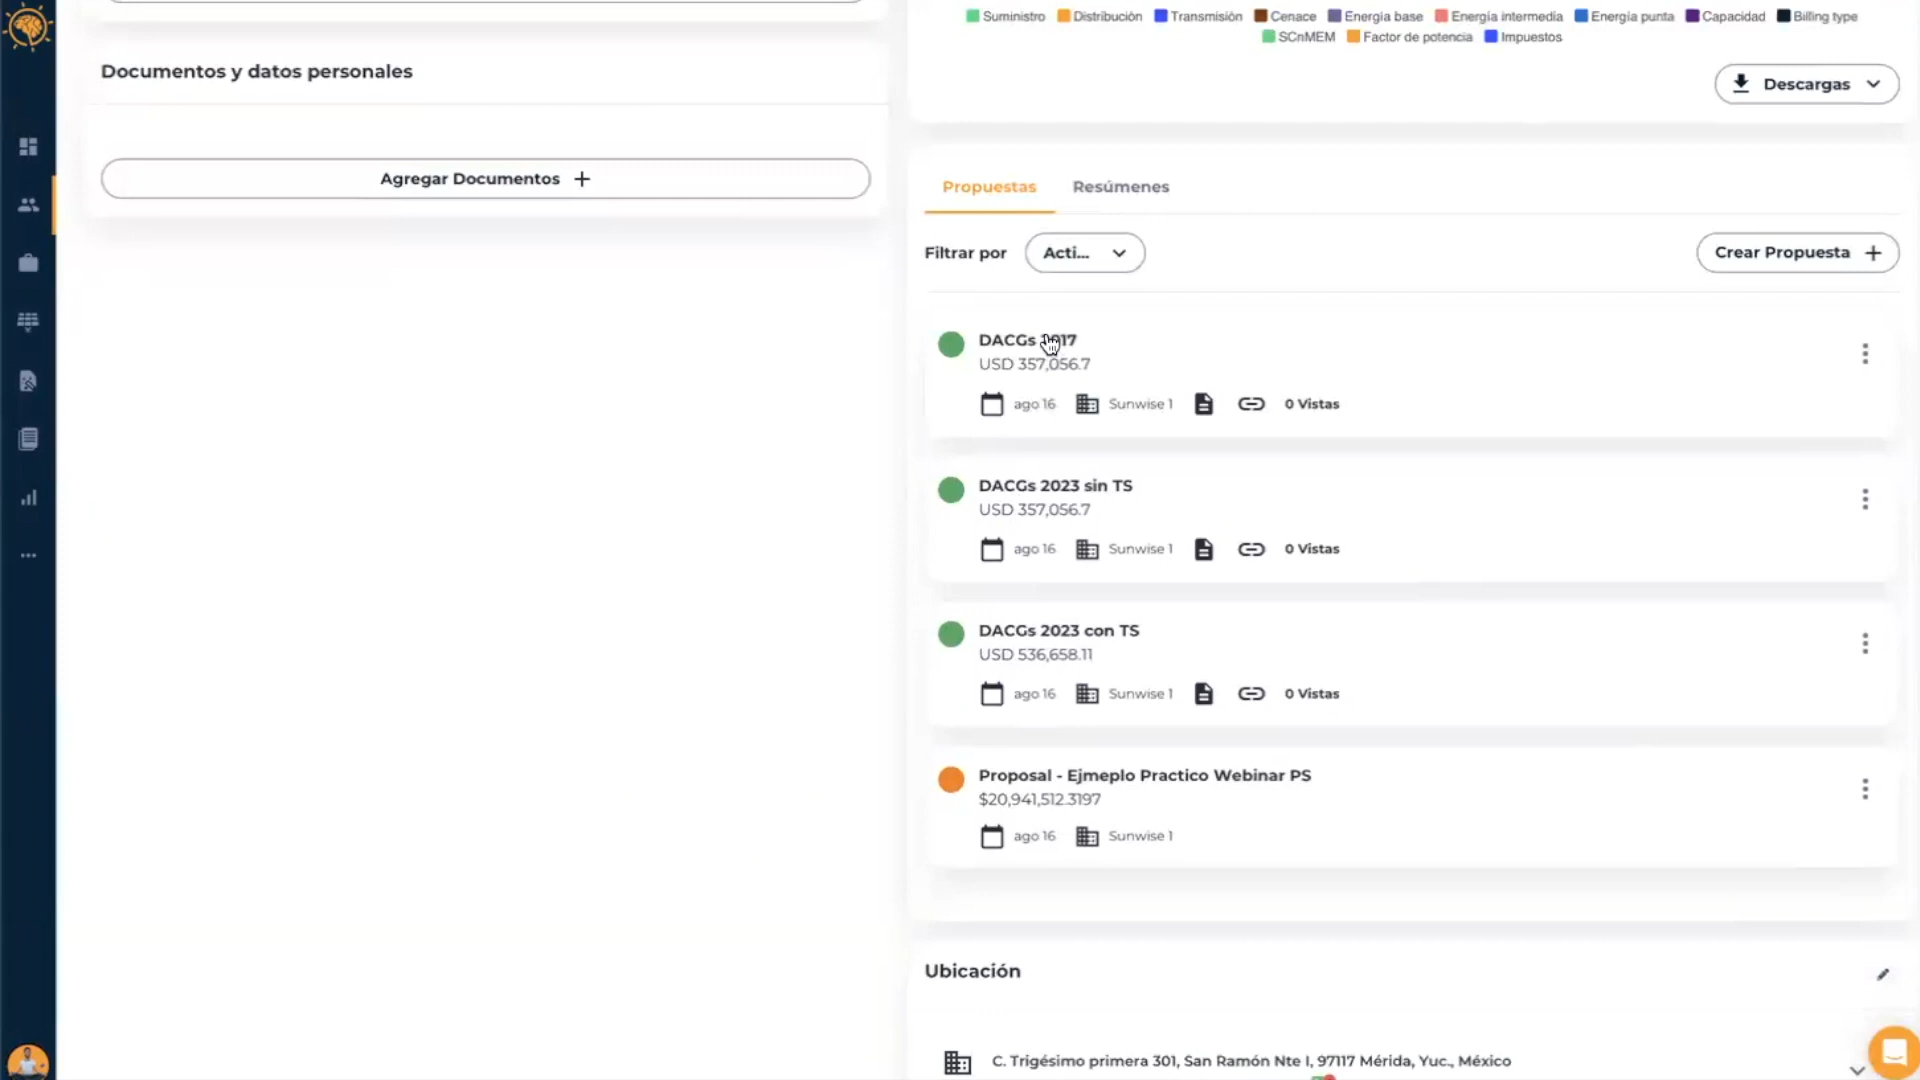 Suministro Distribución Transmisión Cenace Energía base Energía intermedia Energía punta Capacidad Billing type
SCnMEM Factor de potencia Impuestos
Documentos y datos personales
Descargas
Agregar Documentos +
Propuestas Resúmenes
Filtrar por Acti... Crear Propuesta +
DACGs 2017
USD 357,056.7
ago 16 Sunwise 1 0 Vistas
DACGs 2023 sin TS
USD 357,056.7
ago 16 Sunwise 1 0 Vistas
DACGs 2023 con TS
USD 536,658.11
ago 16 Sunwise 1 0 Vistas
Proposal - Ejmeplo Practico Webinar PS
$20,941,512.3197
ago 16 Sunwise 1
Ubicación
C. Trigésimo primera 301, San Ramón Nte I, 97117 Mérida, Yuc., México